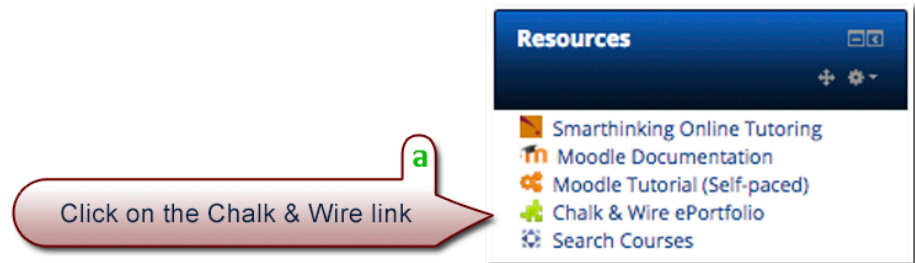 Resources
Smarthinking Online Tutoring
Moodle Documentation
Moodle Tutorial (Self-paced)
Chalk & Wire ePortfolio
Search Courses
a
Click on the Chalk & Wire link